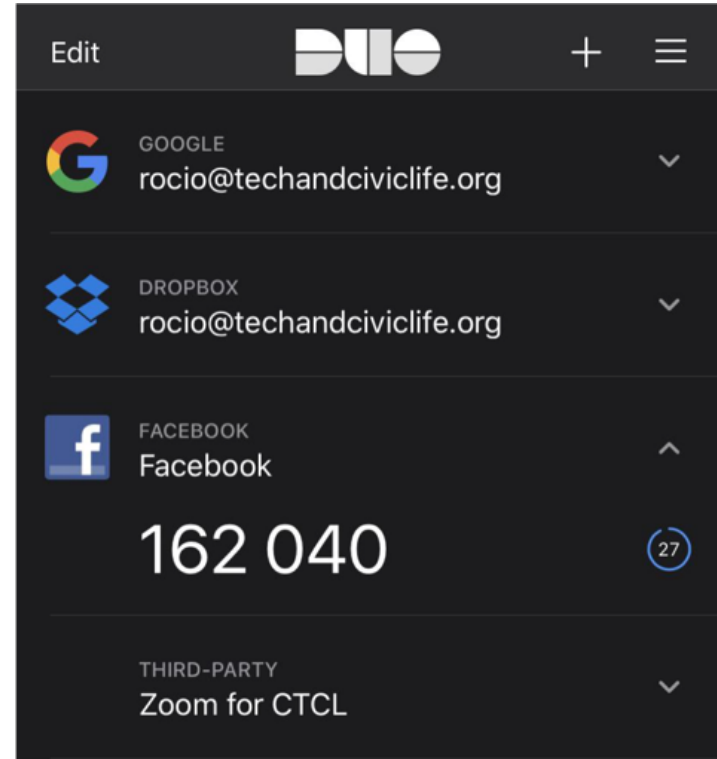 Edit DUO
GOOGLE
rocio@techandciviclife.org
DROPBOX
rocio@techandciviclife.org
f
FACEBOOK
Facebook
162 040
27
THIRD-PARTY
Zoom for CTCL